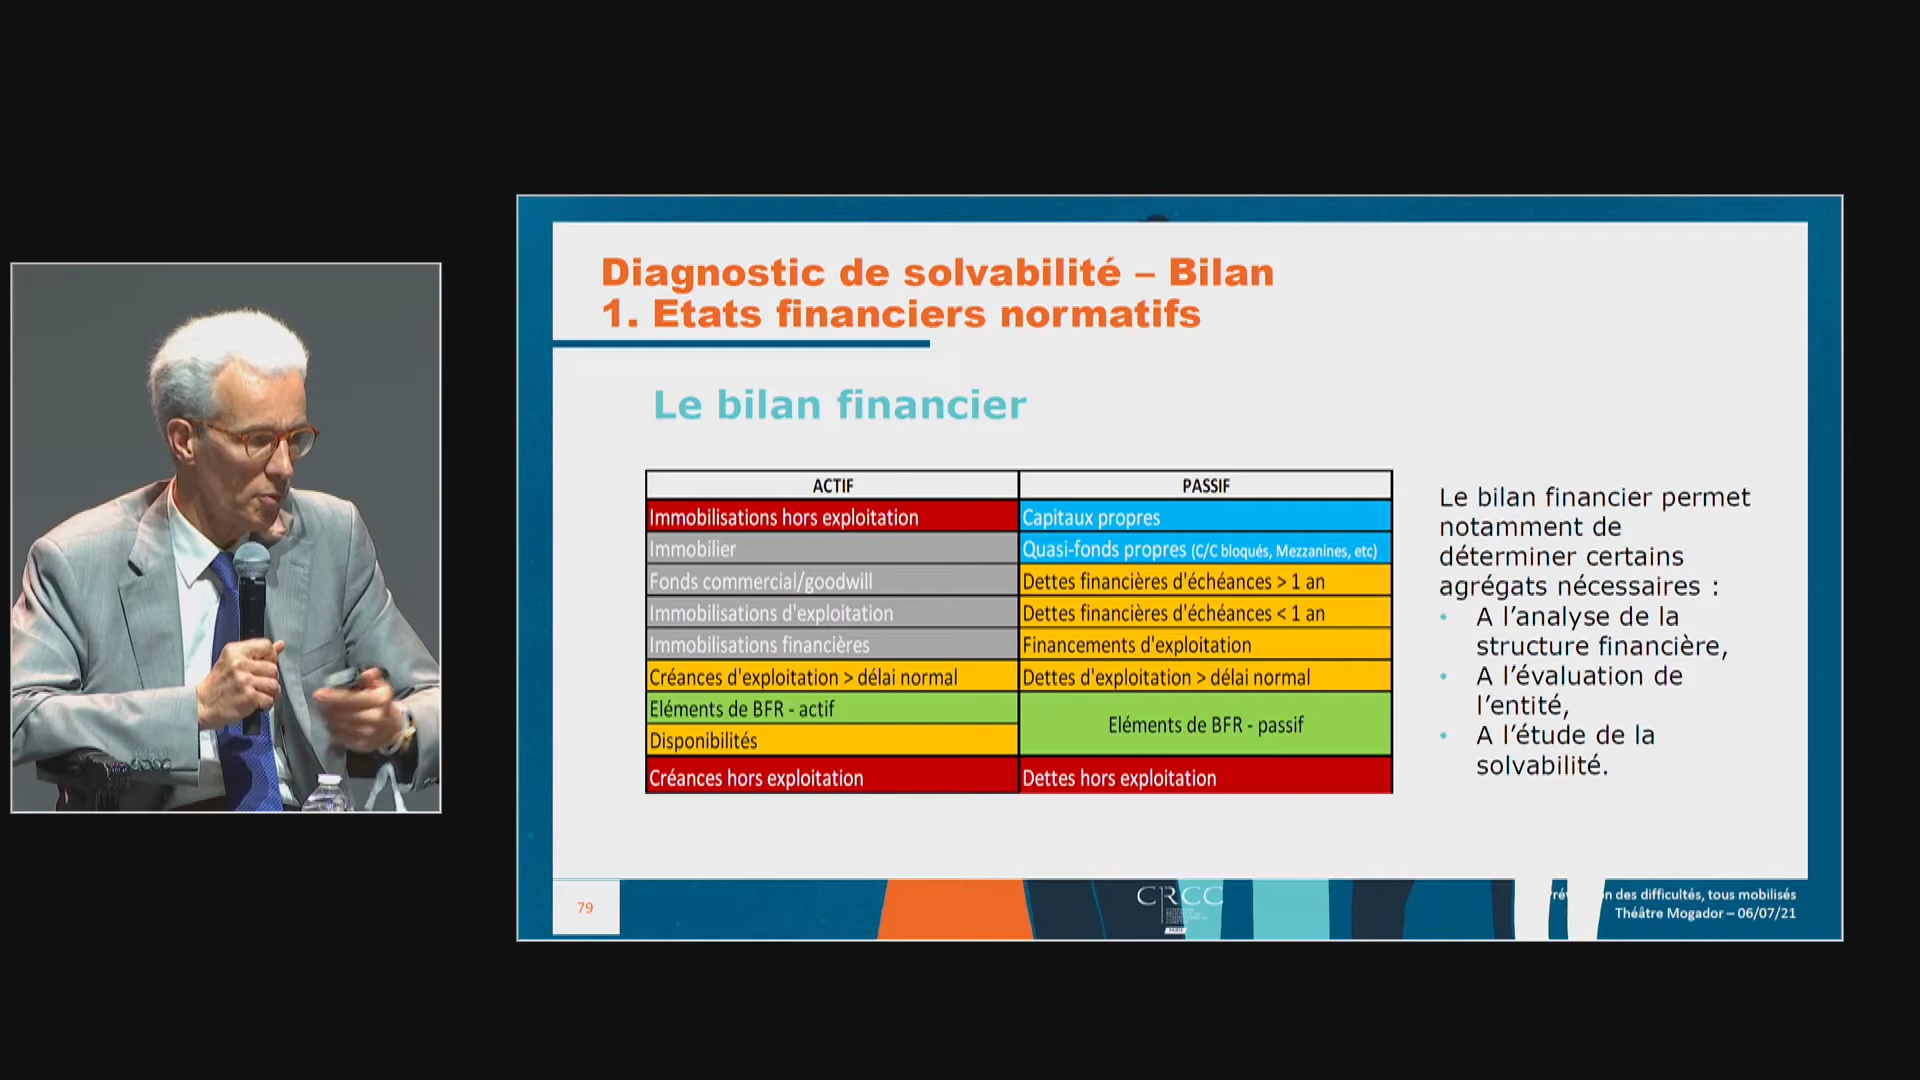 Diagnostic de solvabilité – Bilan
1. Etats financiers normatifs
Le bilan financier
ACTIF
PASSIF
Immobilisations hors exploitation
Capitaux propres
Immobilier
Quasi-fonds propres (C/C bloqués, Mezzanines, etc)
Fonds commercial/goodwill
Dettes financières d'échéances > 1 an
Immobilisations d'exploitation
Dettes financières d'échéances < 1 an
Immobilisations financières
Financements d'exploitation
Créances d'exploitation > délai normal
Dettes d'exploitation > délai normal
Eléments de BFR - actif
Eléments de BFR - passif
Disponibilités
Créances hors exploitation
Dettes hors exploitation
Le bilan financier permet
notamment de
déterminer certains
agrégats nécessaires :
• A l’analyse de la
structure financière,
• A l’évaluation de
l’entité,
• A l’étude de la
solvabilité.
79
CRCC
PARIS
des difficultés, tous mobilisés
Théâtre Mogador – 06/07/21